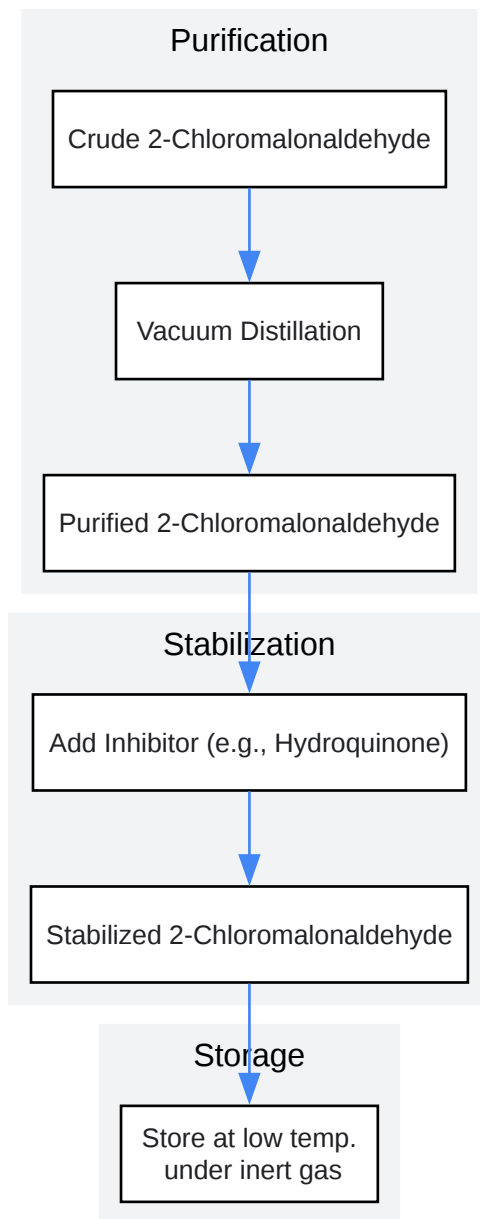 Purification
Crude 2-Chloromalonaldehyde
Vacuum Distillation
Purified 2-Chloromalonaldehyde
Stabilization
Add Inhibitor (e.g., Hydroquinone)
Stabilized 2-Chloromalonaldehyde
Storage
Store at low temp.
under inert gas